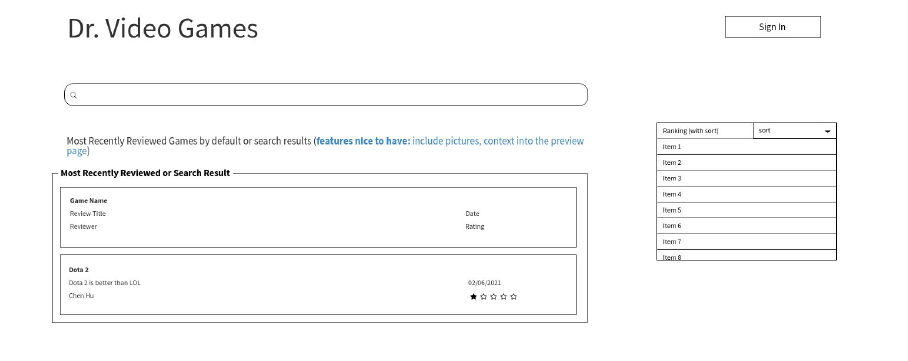 Dr. Video Games
Sign In
Most Recently Reviewed Games by default or search results (features nice to have: include pictures, context into the preview
page)
Most Recently Reviewed or Search Result
Game Name
Review Title
Date
Reviewer
Rating
Dota 2
Dota 2 is better than LOL
02/06/2021
Chen Hu
Ranking (with sort)
sort
Item 1
Item 2
Item 3
Item 4
Item 5
Item 6
Item 7
Item 8